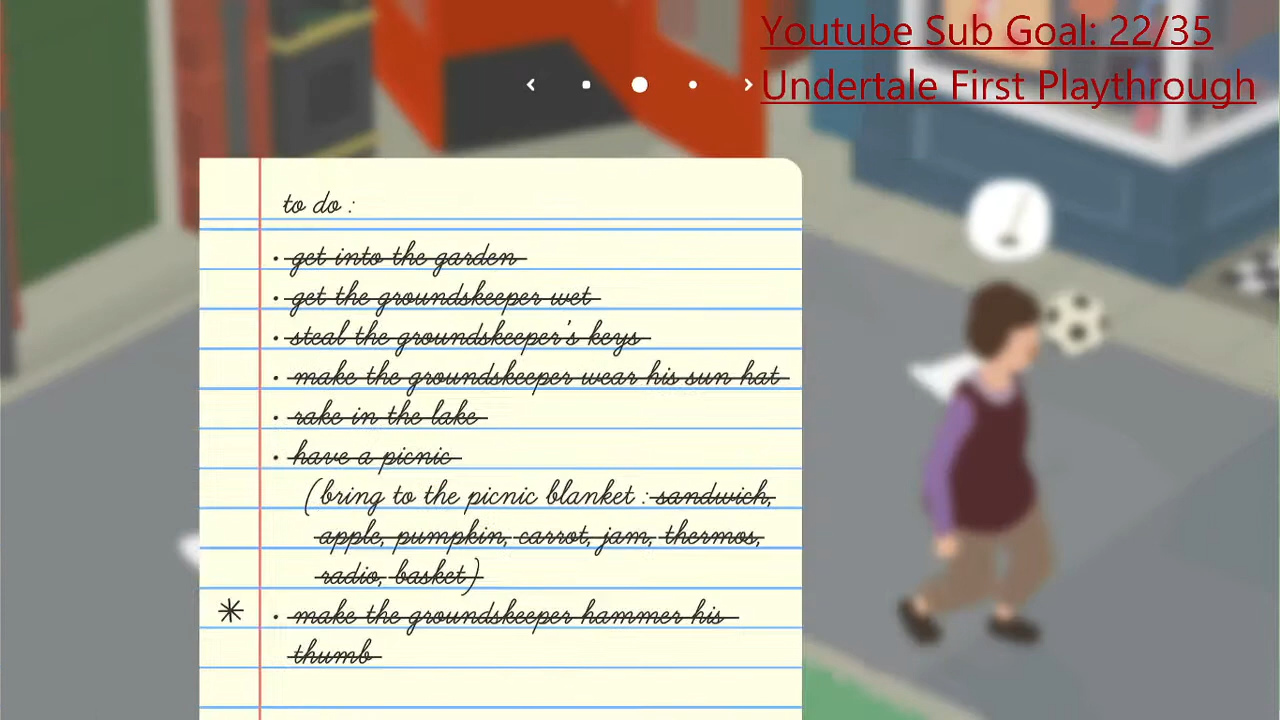 Youtube Sub Goal: 22/35
Undertale First Playthrough
to do :
• get into the garden
• get the groundskeeper wet
• steal the groundskeeper's keys
• make the groundskeeper wear his sun hat
• rake in the lake
• have a picnic
(bring to the picnic blanket : sandwich,
apple, pumpkin, carrot, jam, thermos,
radio, basket)
• make the groundskeeper hammer his
thumb